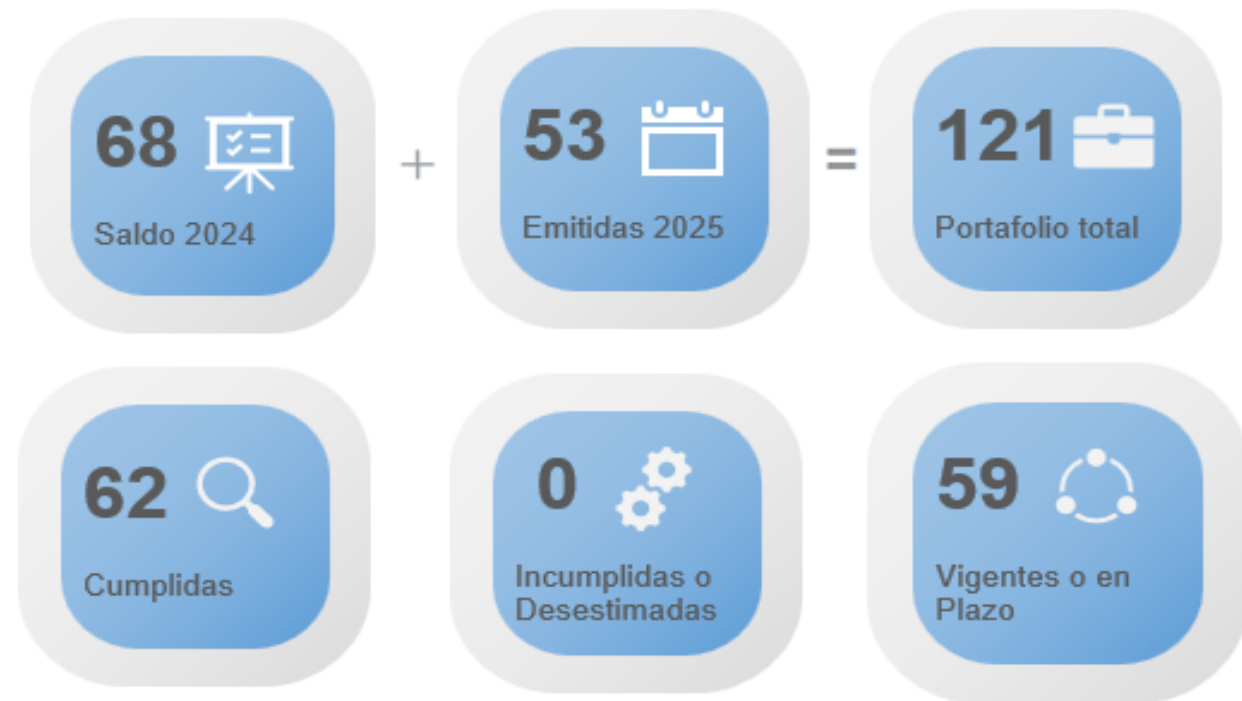 68
Saldo 2024
+
53
Emitidas 2025
=
121
Portafolio total
62
Cumplidas
0
Incumplidas o
Desestimadas
59
Vigentes o en
Plazo